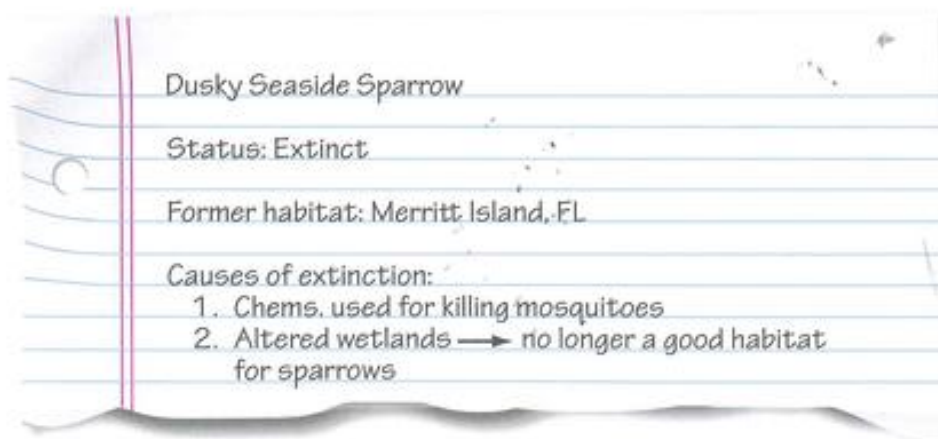 Dusky Seaside Sparrow
Status: Extinct
Former habitat: Merritt Island, FL
Causes of extinction:
1. Chems. used for killing mosquitoes
2. Altered wetlands → no longer a good habitat
for sparrows